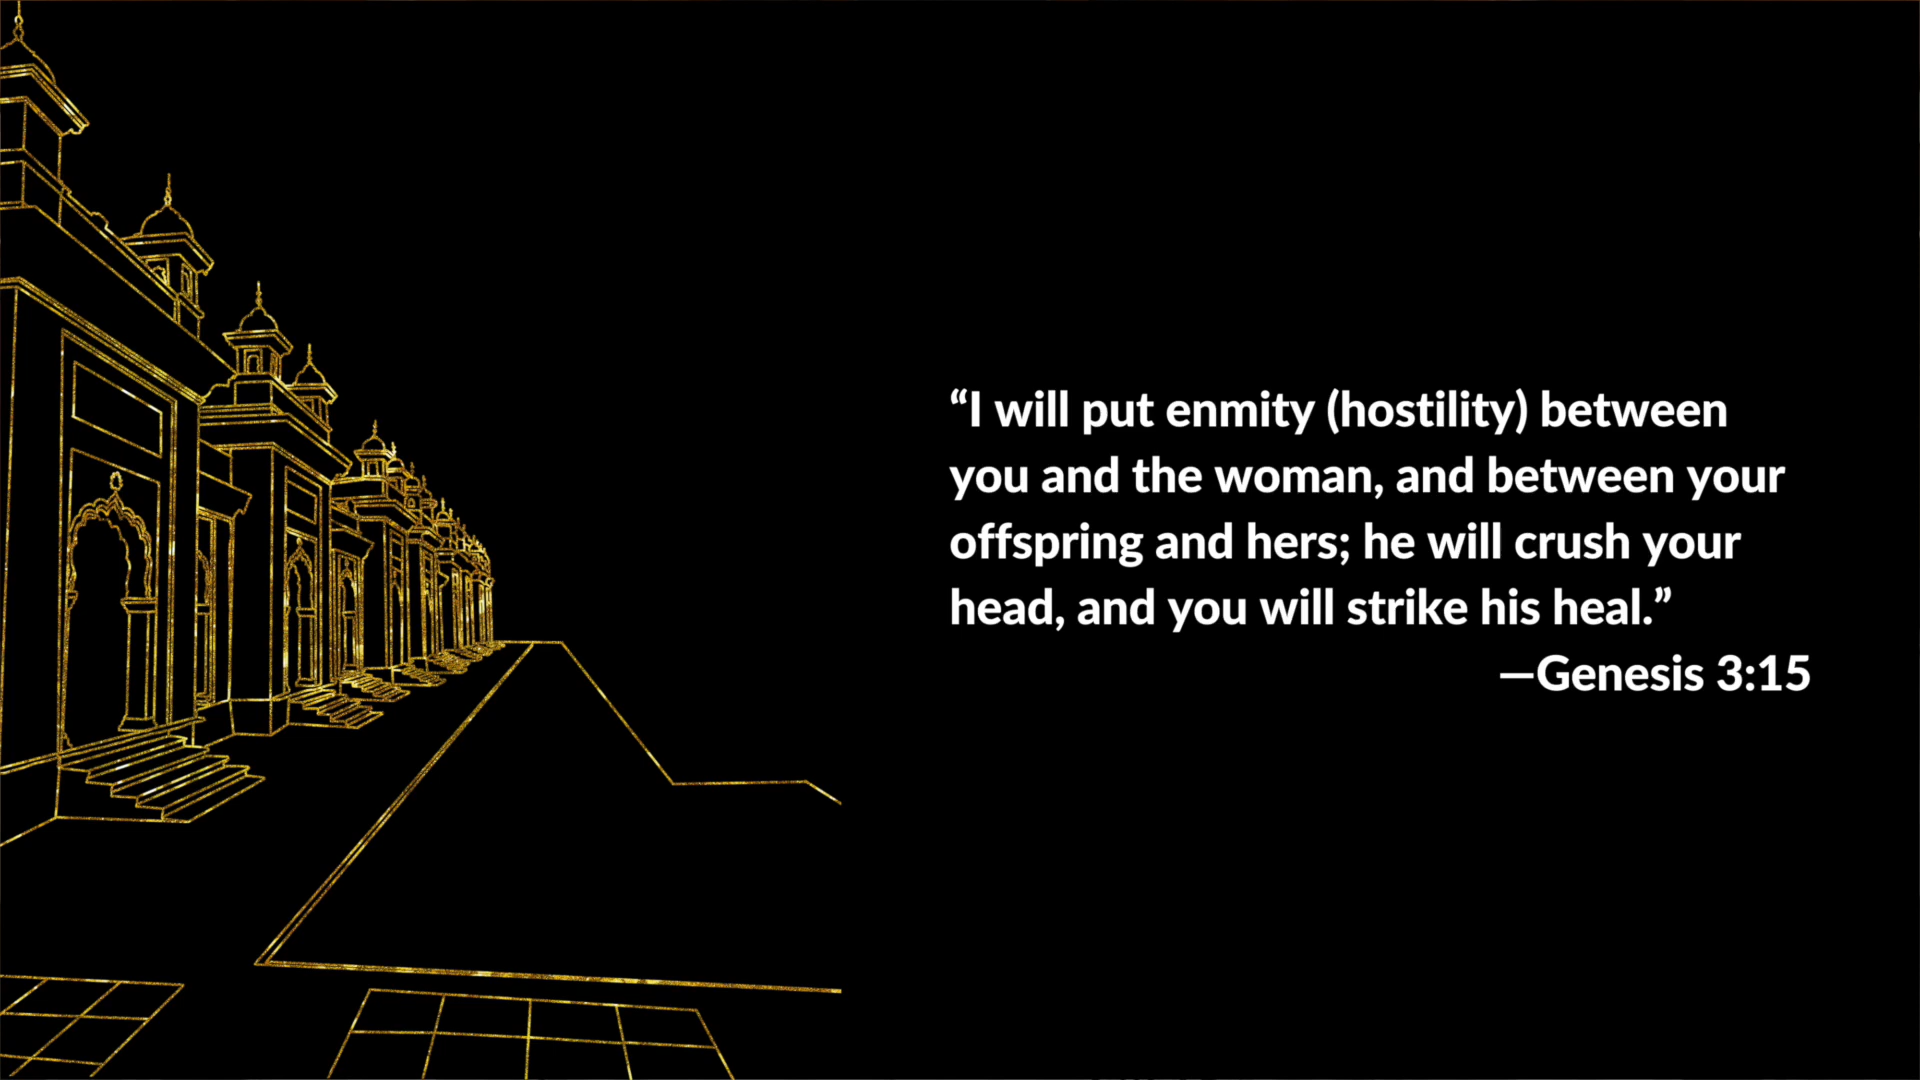 “I will put enmity (hostility) between
you and the woman, and between your
offspring and hers; he will crush your
head, and you will strike his heal.”
—Genesis 3:15